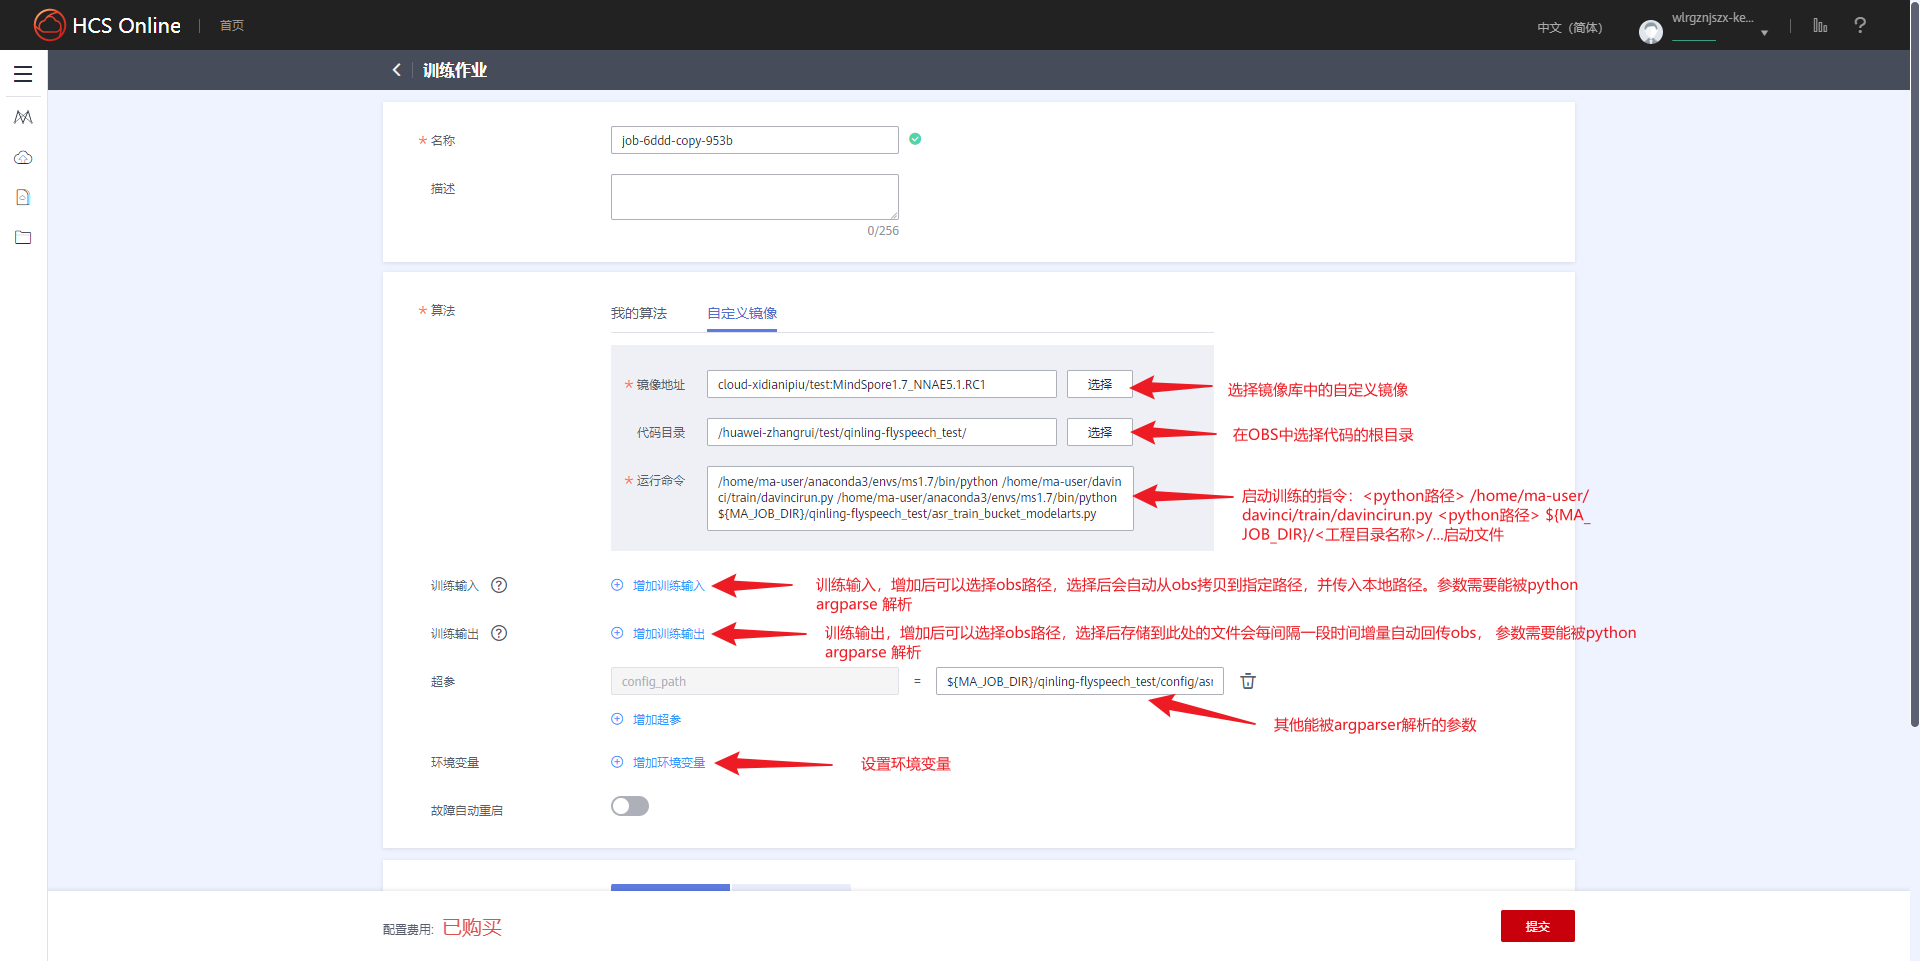 HCS Online
首页
中文（简体）
wlrgznjszx-ke...
训练作业
* 名称
job-6ddd-copy-953b
描述
0/256
* 算法
我的算法
自定义镜像
* 镜像地址
cloud-xidianipiu/test:MindSpore1.7_NNAE5.1.RC1
选择
选择镜像库中的自定义镜像
代码目录
/huawei-zhangrui/test/qinling-flyspeech_test/
选择
在OBS中选择代码的根目录
* 运行命令
/home/ma-user/anaconda3/envs/ms1.7/bin/python /home/ma-user/davin
ci/train/davincirun.py /home/ma-user/anaconda3/envs/ms1.7/bin/python
${MA_JOB_DIR}/qinling-flyspeech_test/asr_train_bucket_modelarts.py
启动训练的指令：<python路径> /home/ma-user/
davinci/train/davincirun.py <python路径> ${MA_
JOB_DIR}/<工程目录名称>/...启动文件
训练输入
增加训练输入
训练输入，增加后可以选择obs路径，选择后会自动从obs拷贝到指定路径，并传入本地路径。参数需要能被python
argparse 解析
训练输出
增加训练输出
训练输出，增加后可以选择obs路径，选择后存储到此处的文件会每间隔一段时间增量自动回传obs， 参数需要能被python
argparse 解析
超参
config_path
=
${MA_JOB_DIR}/qinling-flyspeech_test/config/asr
增加超参
其他能被argparser解析的参数
环境变量
增加环境变量
设置环境变量
故障自动重启
配置费用: 已购买
提交